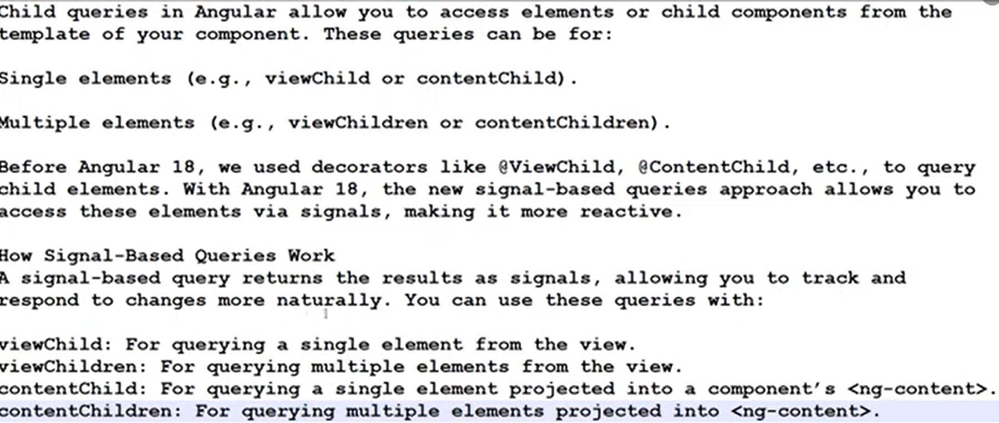 Child queries in Angular allow you to access elements or child components from the
template of your component. These queries can be for:
Single elements (e.g., viewChild or contentChild).
Multiple elements (e.g., viewChildren or contentChildren).
Before Angular 18, we used decorators like @ViewChild, @ContentChild, etc., to query
child elements. With Angular 18, the new signal-based queries approach allows you to
access these elements via signals, making it more reactive.
How Signal-Based Queries Work
A signal-based query returns the results as signals, allowing you to track and
respond to changes more naturally. You can use these queries with:
viewChild: For querying a single element from the view.
viewChildren: For querying multiple elements from the view.
contentChild: For querying a single element projected into a component's <ng-content>.
contentChildren: For querying multiple elements projected into <ng-content>.